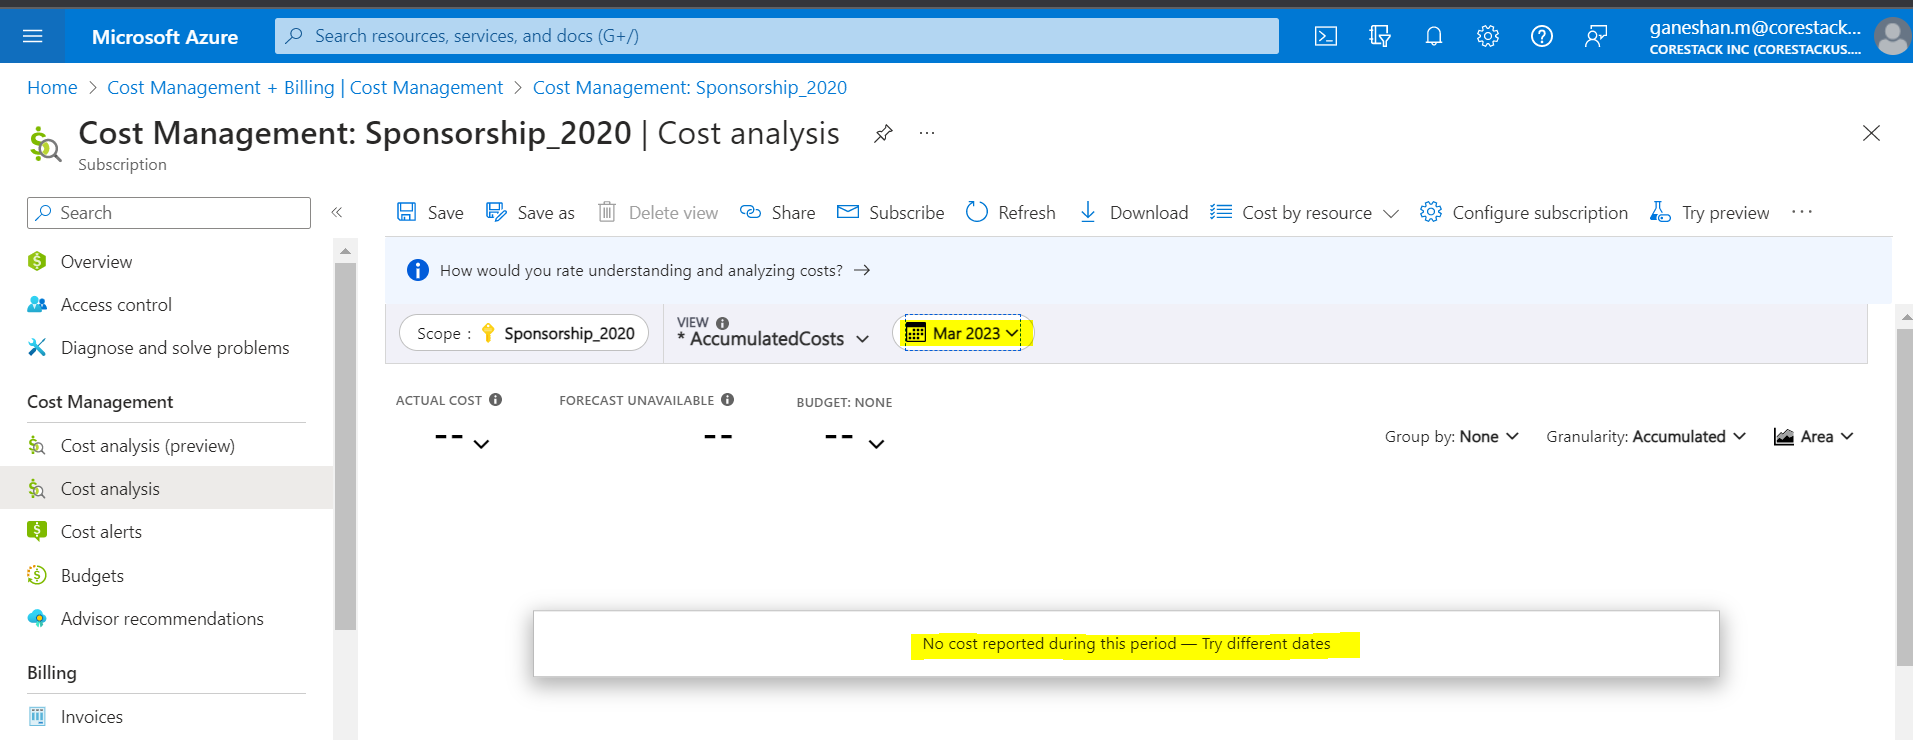 Microsoft Azure
Search resources, services, and docs (G+/)
ganeshan.m@corestack...
CORESTACK INC (CORESTACKUS....
Home > Cost Management + Billing | Cost Management > Cost Management: Sponsorship_2020
Cost Management: Sponsorship_2020 | Cost analysis ...
Subscription
Search «
Save Save as Delete view Share Subscribe Refresh Download Cost by resource Configure subscription Try preview ...
Overview
Access control
Diagnose and solve problems
Cost Management
Cost analysis (preview)
Cost analysis
Cost alerts
Budgets
Advisor recommendations
Billing
Invoices
How would you rate understanding and analyzing costs? →
Scope : Sponsorship_2020
VIEW
* AccumulatedCosts
Mar 2023
ACTUAL COST
--
FORECAST UNAVAILABLE
--
BUDGET: NONE
--
Group by: None Granularity: Accumulated Area
No cost reported during this period — Try different dates